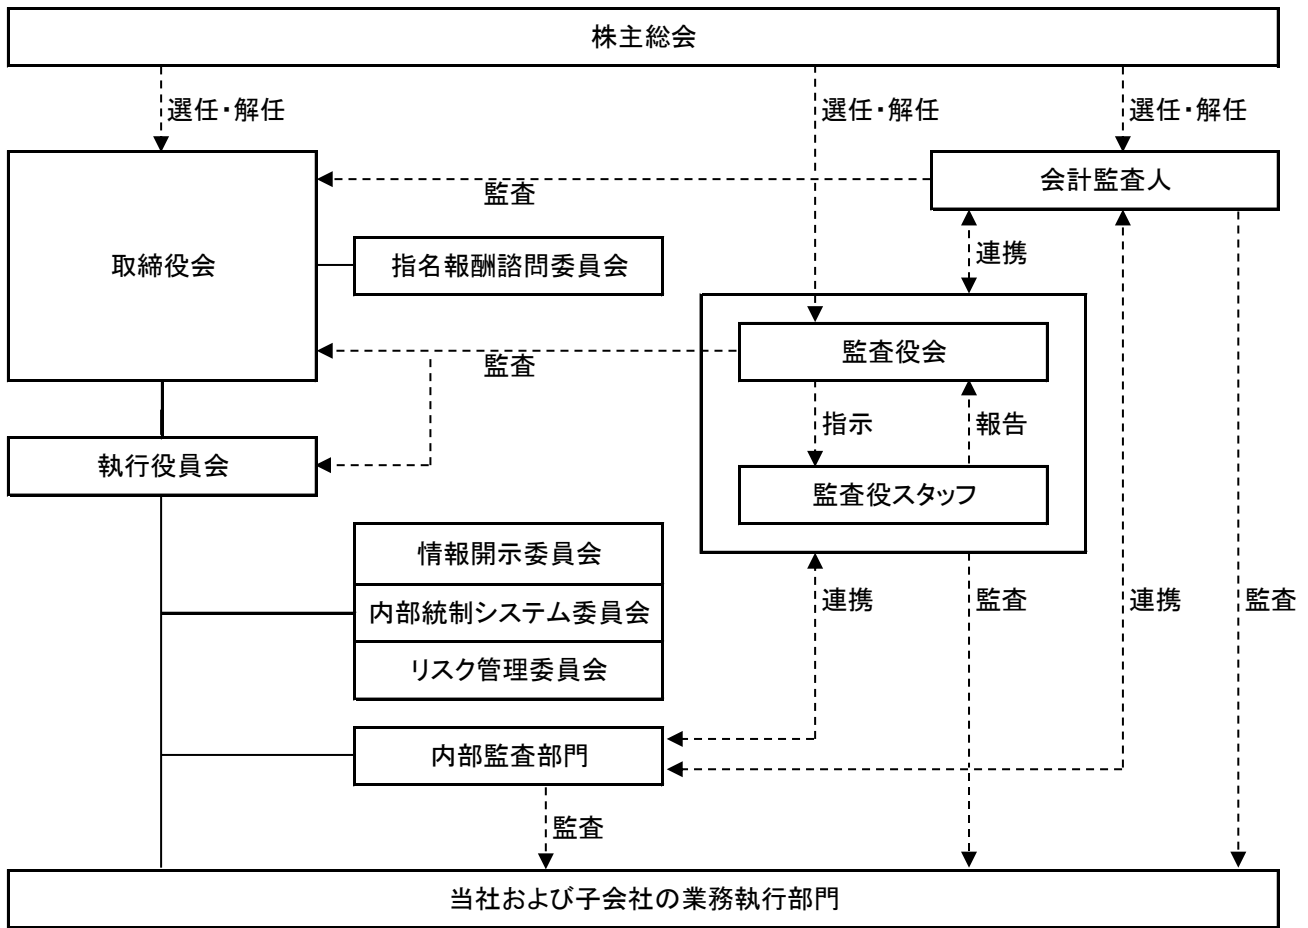 株主総会
選任・解任
選任・解任
選任・解任
取締役会
会計監査人
監査
指名報酬諮問委員会
連携
監査役会
監査
指示
報告
執行役員会
監査役スタッフ
情報開示委員会
内部統制システム委員会
リスク管理委員会
連携
監査
連携
監査
内部監査部門
監査
当社および子会社の業務執行部門